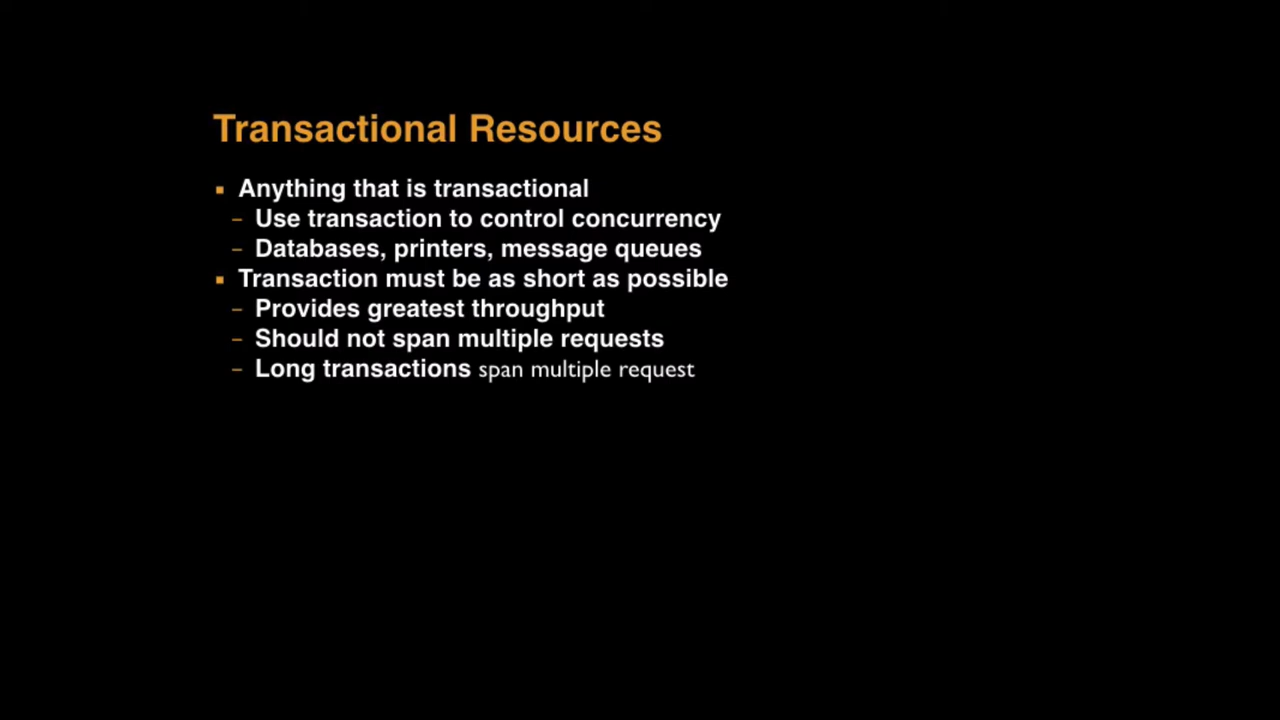 Transactional Resources
▪ Anything that is transactional
– Use transaction to control concurrency
– Databases, printers, message queues
▪ Transaction must be as short as possible
– Provides greatest throughput
– Should not span multiple requests
– Long transactions span multiple request